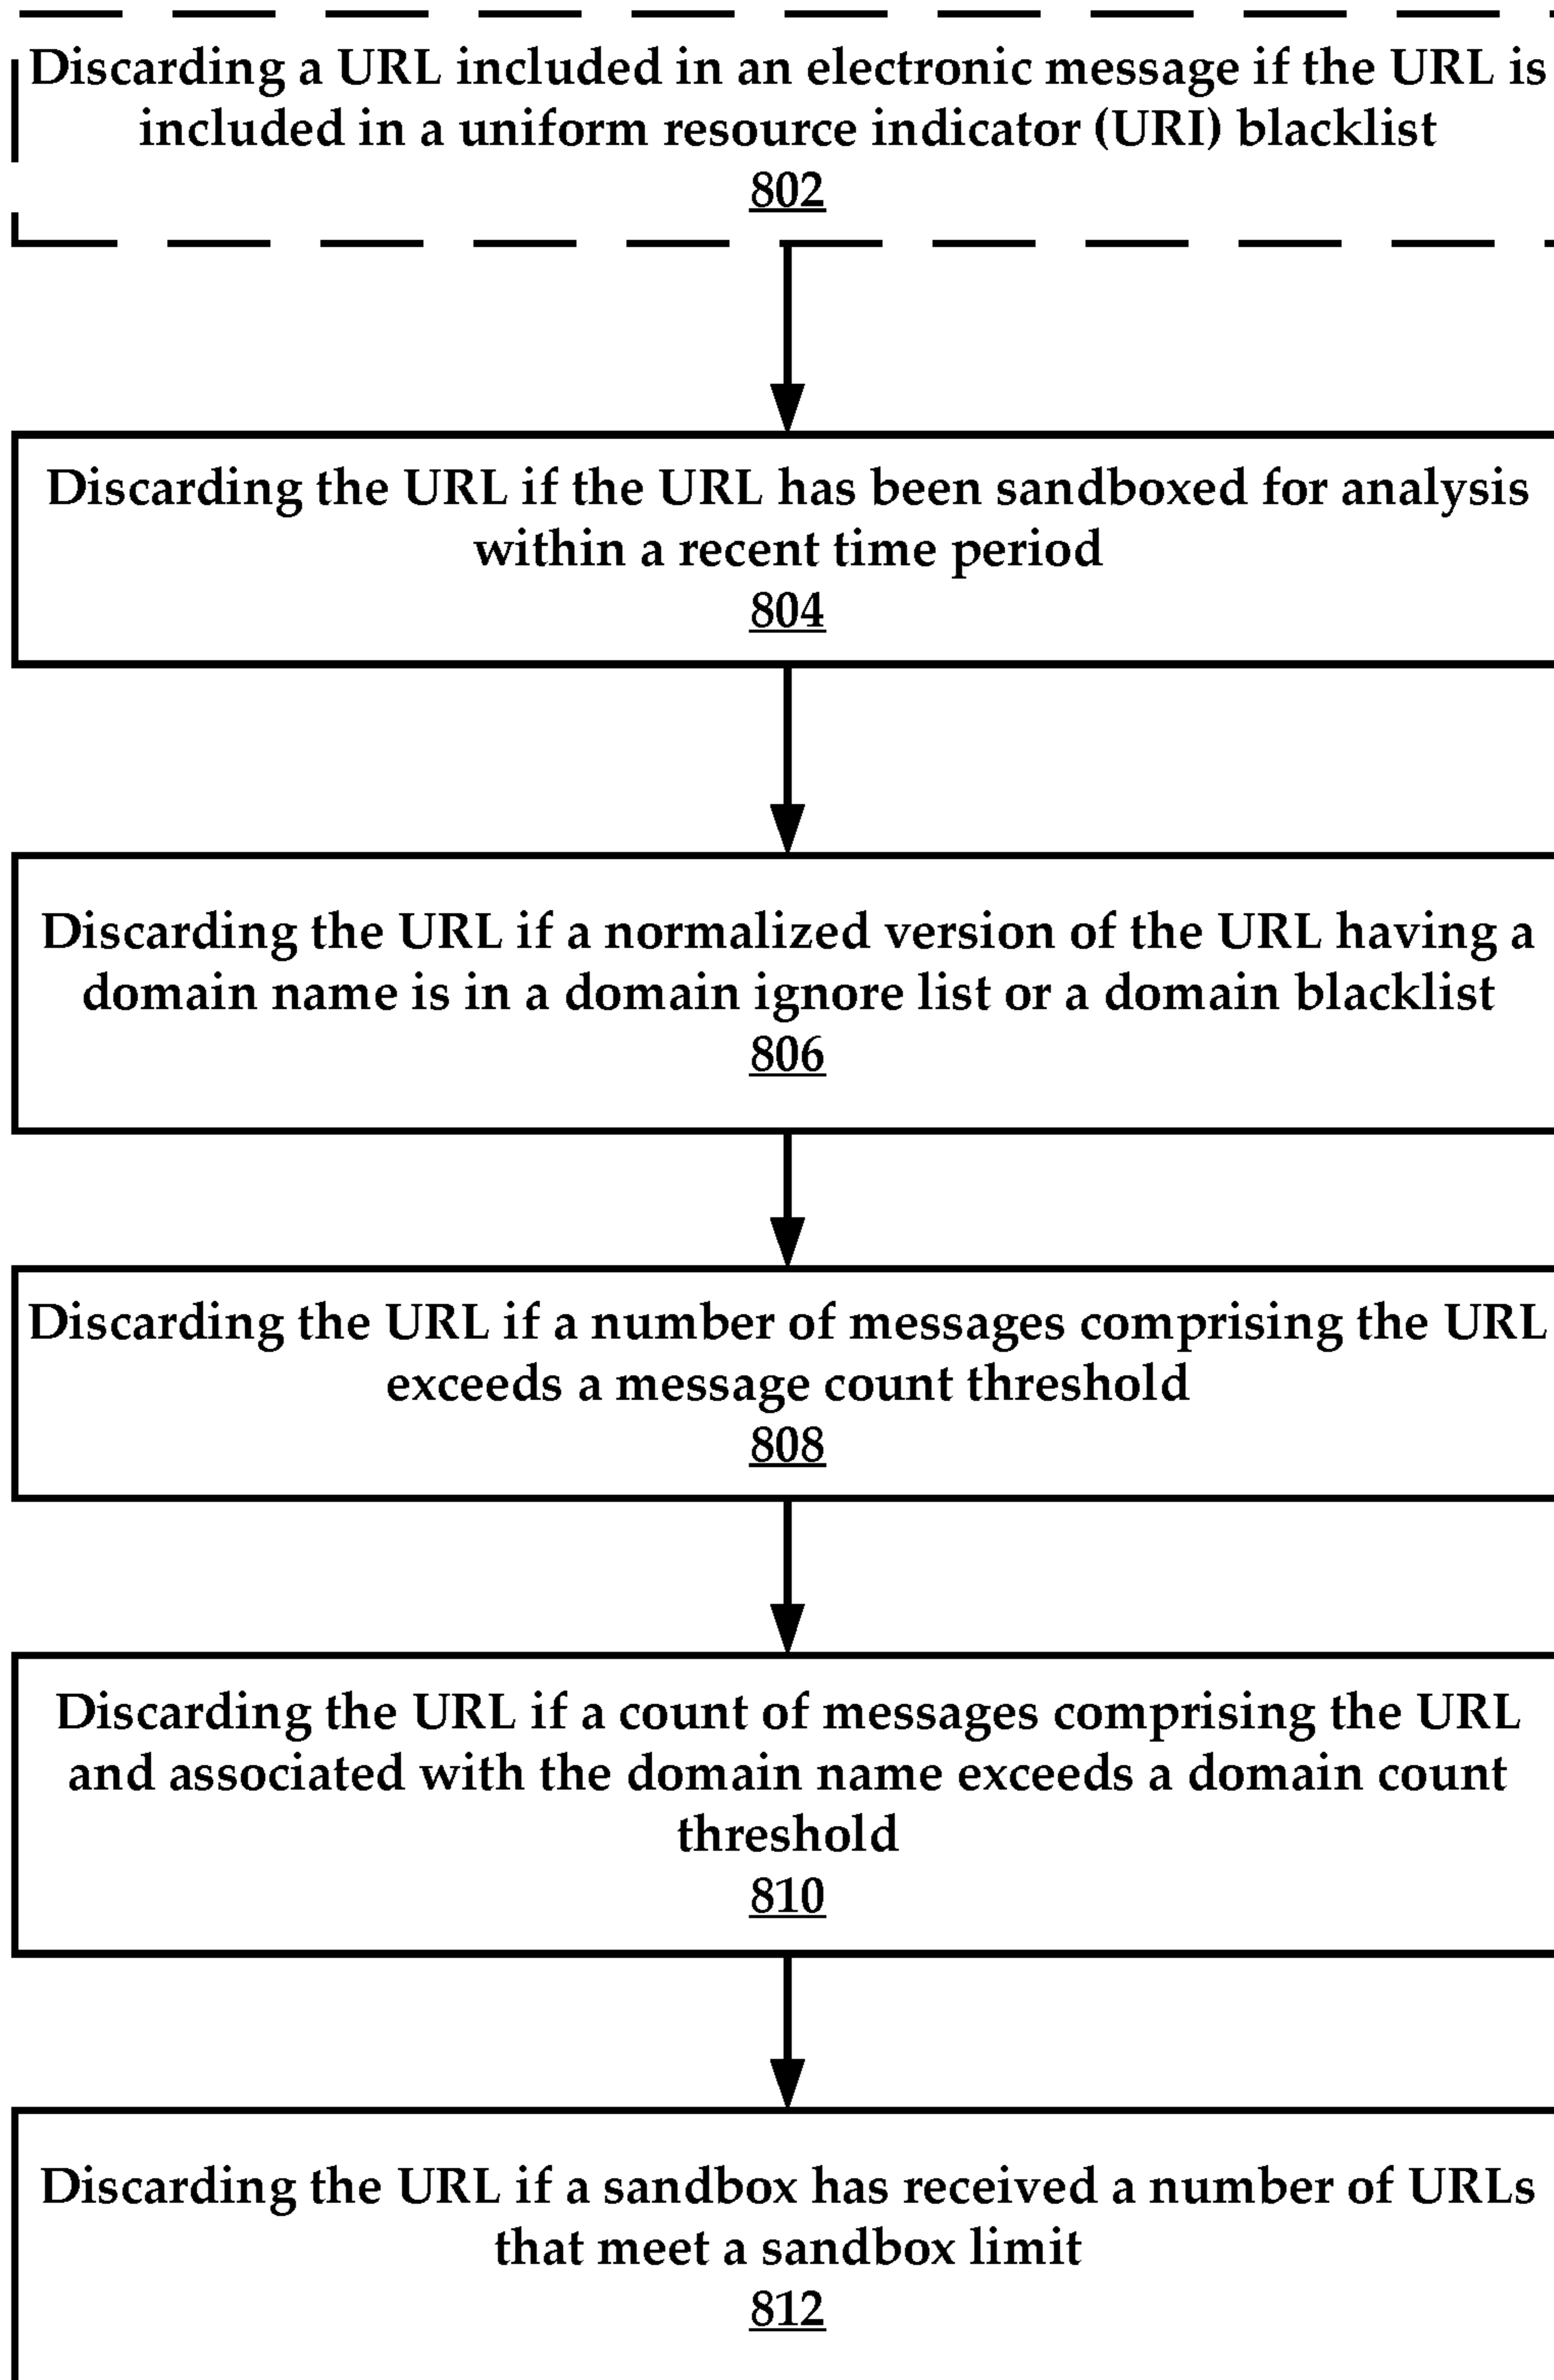 Discarding a URL included in an electronic message if the URL is
included in a uniform resource indicator (URI) blacklist
802
Discarding the URL if the URL has been sandboxed for analysis
within a recent time period
804
Discarding the URL if a normalized version of the URL having a
domain name is in a domain ignore list or a domain blacklist
806
Discarding the URL if a number of messages comprising the URL
exceeds a message count threshold
808
Discarding the URL if a count of messages comprising the URL
and associated with the domain name exceeds a domain count
threshold
810
Discarding the URL if a sandbox has received a number of URLs
that meet a sandbox limit
812